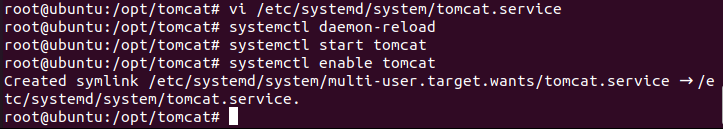 root@ubuntu:/opt/tomcat# vi /etc/systemd/system/tomcat.service
root@ubuntu:/opt/tomcat# systemctl daemon-reload
root@ubuntu:/opt/tomcat# systemctl start tomcat
root@ubuntu:/opt/tomcat# systemctl enable tomcat
Created symlink /etc/systemd/system/multi-user.target.wants/tomcat.service → /e
tc/systemd/system/tomcat.service.
root@ubuntu:/opt/tomcat#